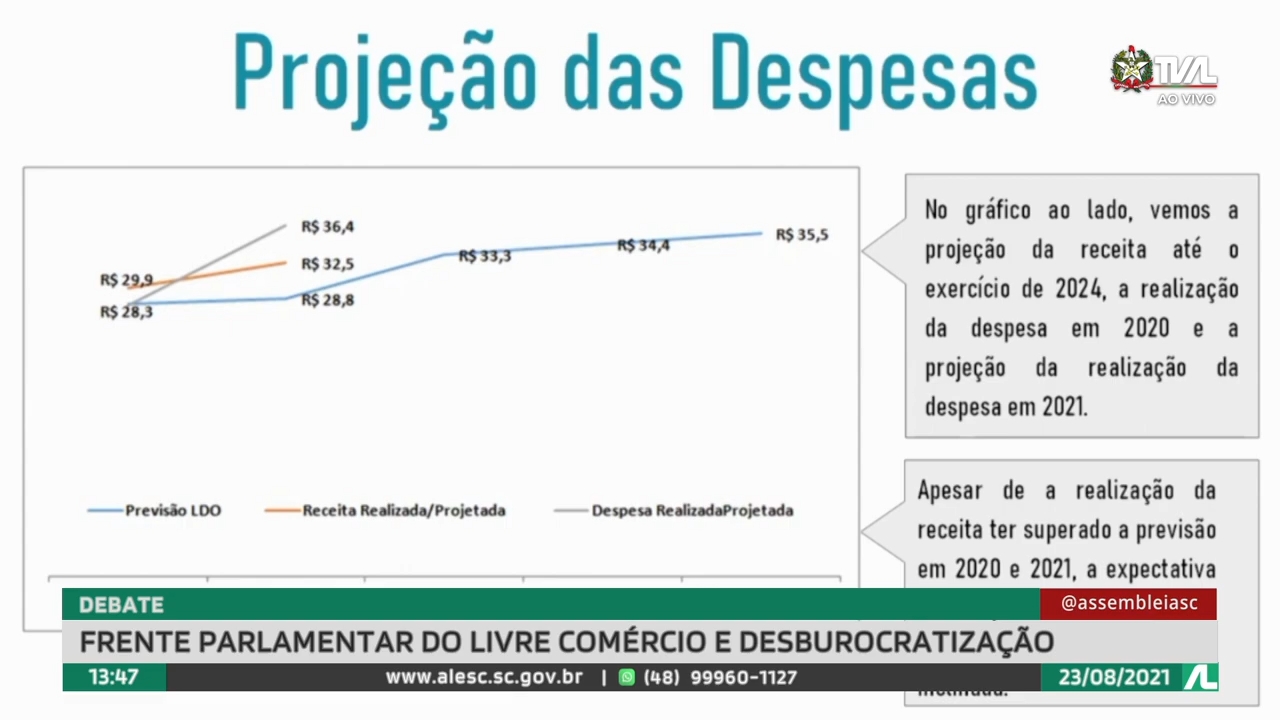 Projeção das Despesas
TVAL
AO VIVO
R$ 36,4
R$ 32,5
R$ 29,9
R$ 28,3
R$ 28,8
R$ 33,3
R$ 34,4
R$ 35,5
Previsão LDO
Receita Realizada/Projetada
Despesa RealizadaProjetada
No gráfico ao lado, vemos a
projeção da receita até o
exercício de 2024, a realização
da despesa em 2020 e a
projeção da realização da
despesa em 2021.
Apesar de a realização da
receita ter superado a previsão
em 2020 e 2021, a expectativa
DEBATE
@assembleiasc
FRENTE PARLAMENTAR DO LIVRE COMÉRCIO E DESBUROCRATIZAÇÃO
13:47
www.alesc.sc.gov.br | (48) 99960-1127
23/08/2021